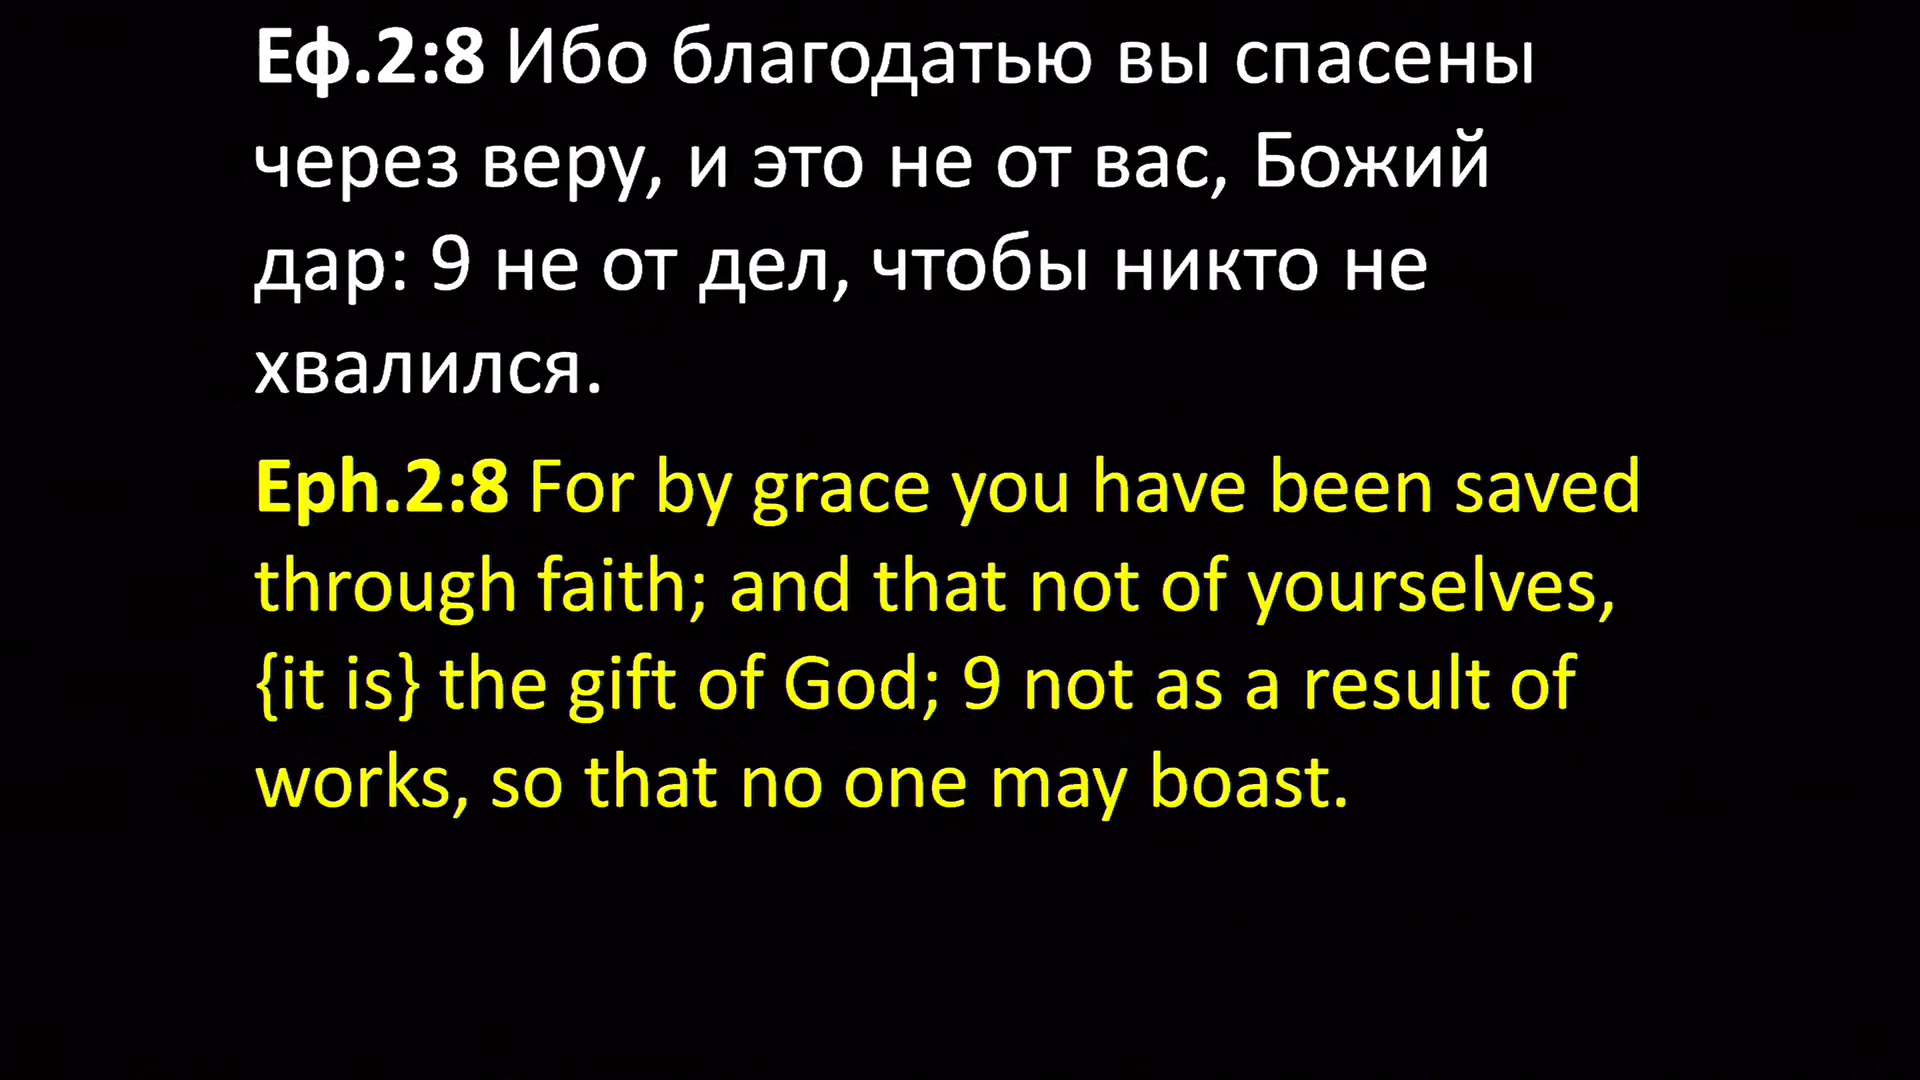 Еф.2:8 Ибо благодатью вы спасены
через веру, и это не от вас, Божий
дар: 9 не от дел, чтобы никто не
хвалился.
Eph.2:8 For by grace you have been saved
through faith; and that not of yourselves,
{it is} the gift of God; 9 not as a result of
works, so that no one may boast.